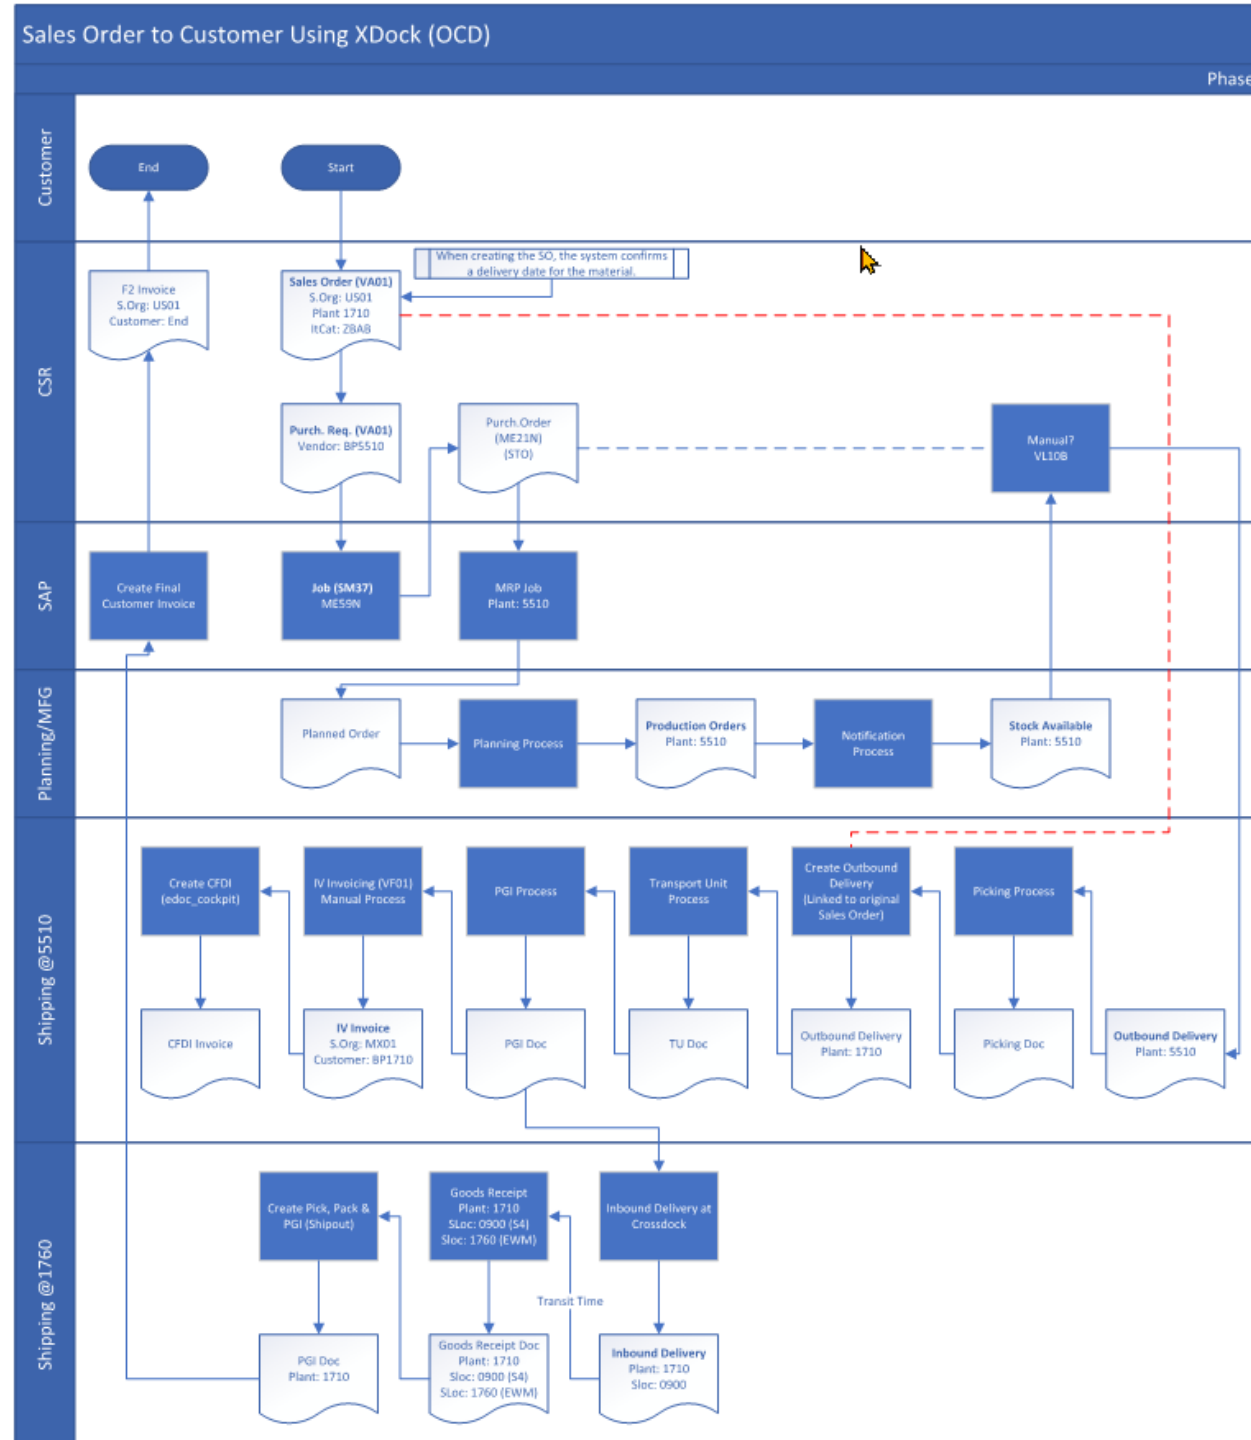 Sales Order to Customer Using XDock (OCD)
Phase
Customer
End
Start
CSR
F2 Invoice
S.Org: US01
Customer: End
Sales Order (VA01)
S.Org: US01
Plant 1710
ItCat: ZBAB
When creating the SO, the system confirms
a delivery date for the material.
Purch. Req. (VA01)
Vendor: BP5510
Purch.Order
(ME21N)
(STO)
Manual?
VL10B
SAP
Create Final
Customer Invoice
Job (SM37)
ME59N
MRP Job
Plant: 5510
Planning/MFG
Planned Order
Planning Process
Production Orders
Plant: 5510
Notification
Process
Stock Available
Plant: 5510
Shipping @5510
Create CFDI
(edoc_cockpit)
IV Invoicing (VF01)
Manual Process
PGI Process
Transport Unit
Process
Create Outbound
Delivery
(Linked to original
Sales Order)
Picking Process
CFDI Invoice
IV Invoice
S.Org: MX01
Customer: BP1710
PGI Doc
TU Doc
Outbound Delivery
Plant: 1710
Picking Doc
Outbound Delivery
Plant: 5510
Shipping @1760
Create Pick, Pack &
PGI (Shipout)
Goods Receipt
Plant: 1710
SLoc: 0900 (S4)
Sloc: 1760 (EWM)
Inbound Delivery at
Crossdock
Transit Time
PGI Doc
Plant: 1710
Goods Receipt Doc
Plant: 1710
Sloc: 0900 (S4)
SLoc: 1760 (EWM)
Inbound Delivery
Plant: 1710
Sloc: 0900